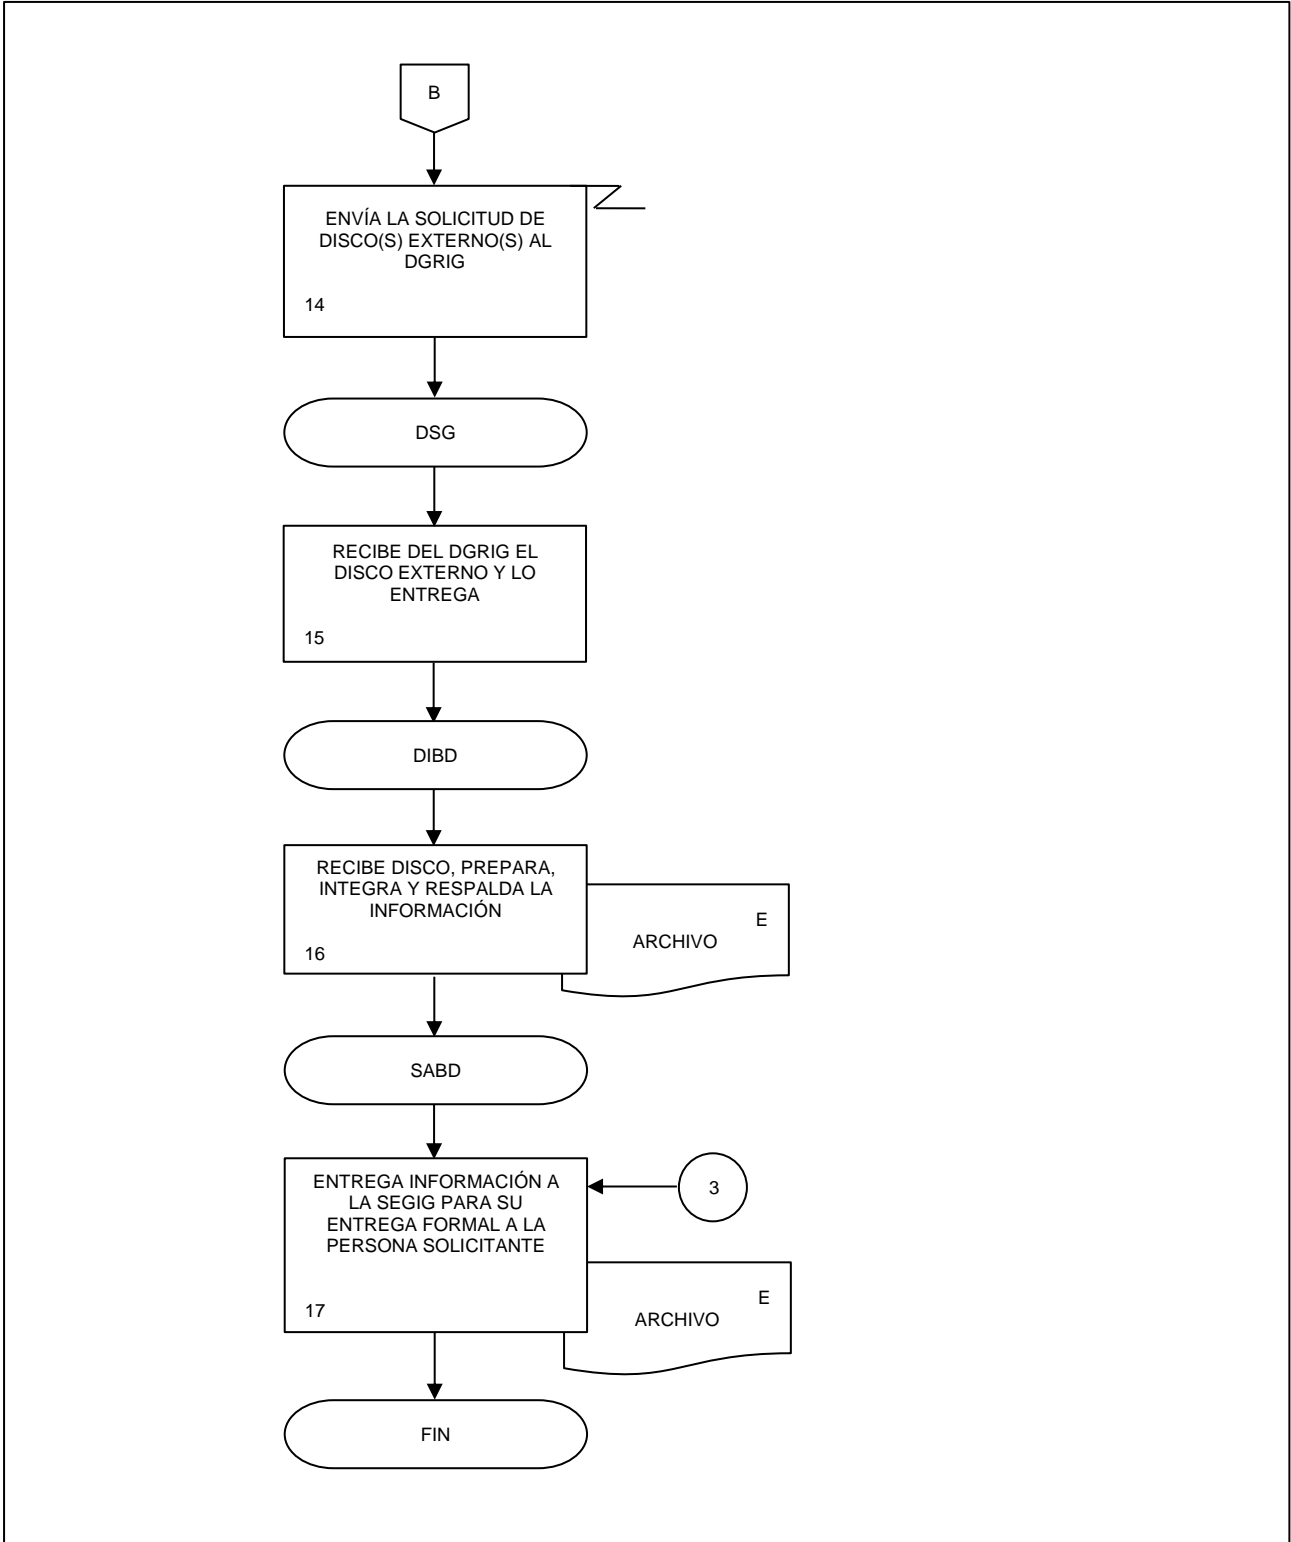 B
ENVÍA LA SOLICITUD DE
DISCO(S) EXTERNO(S) AL
DGRIG
14
DSG
RECIBE DEL DGRIG EL
DISCO EXTERNO Y LO
ENTREGA
15
DIBD
RECIBE DISCO, PREPARA,
INTEGRA Y RESPALDA LA
INFORMACIÓN
16
E
ARCHIVO
SABD
ENTREGA INFORMACIÓN A
LA SEGIG PARA SU
ENTREGA FORMAL A LA
PERSONA SOLICITANTE
17
3
E
ARCHIVO
FIN